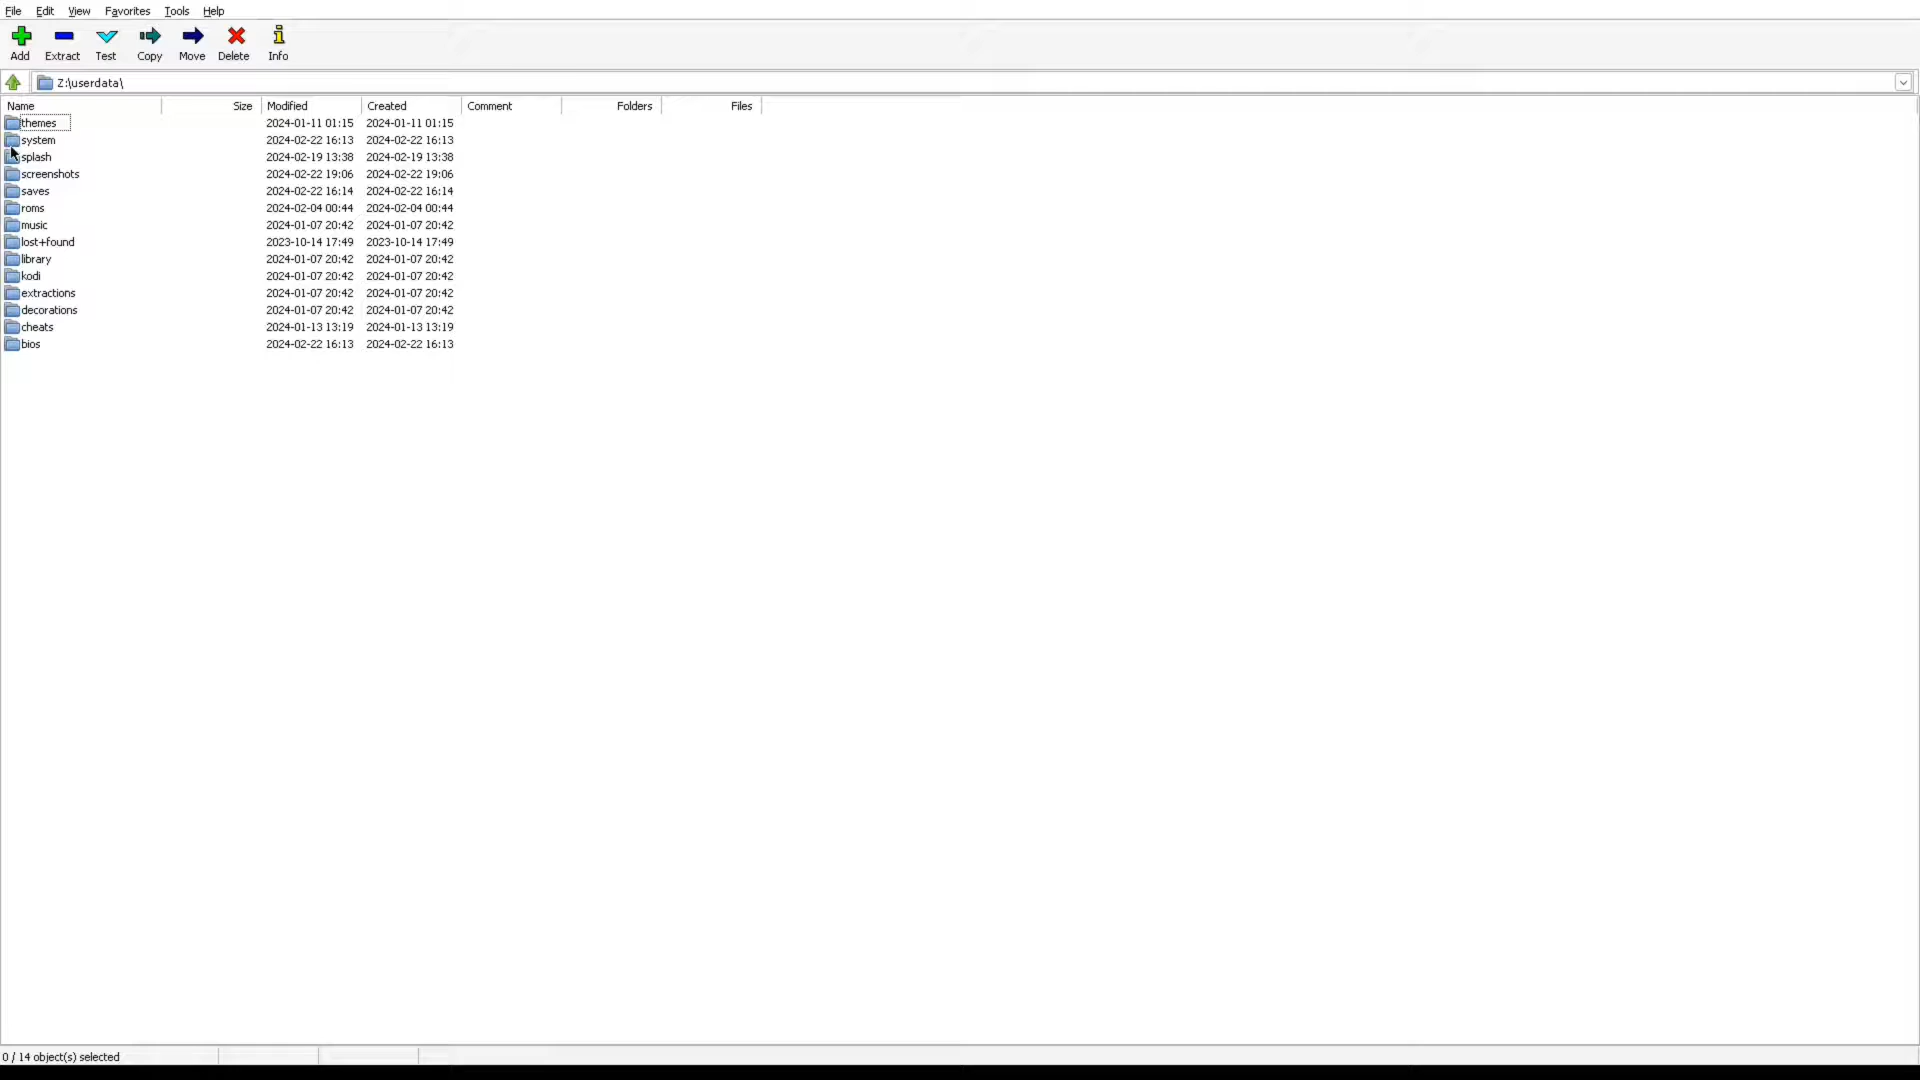 File Edit View Favorites Tools Help
Add Extract Test Copy Move Delete Info
Z:\userdata\
Name Size Modified Created Comment Folders Files
themes 2024-01-11 01:15 2024-01-11 01:15
system 2024-02-22 16:13 2024-02-22 16:13
splash 2024-02-19 13:38 2024-02-19 13:38
screenshots 2024-02-22 19:06 2024-02-22 19:06
saves 2024-02-22 16:14 2024-02-22 16:14
roms 2024-02-04 00:44 2024-02-04 00:44
music 2024-01-07 20:42 2024-01-07 20:42
lost+found 2023-10-14 17:49 2023-10-14 17:49
library 2024-01-07 20:42 2024-01-07 20:42
kodi 2024-01-07 20:42 2024-01-07 20:42
extractions 2024-01-07 20:42 2024-01-07 20:42
decorations 2024-01-07 20:42 2024-01-07 20:42
cheats 2024-01-13 13:19 2024-01-13 13:19
bios 2024-02-22 16:13 2024-02-22 16:13
0 / 14 object(s) selected